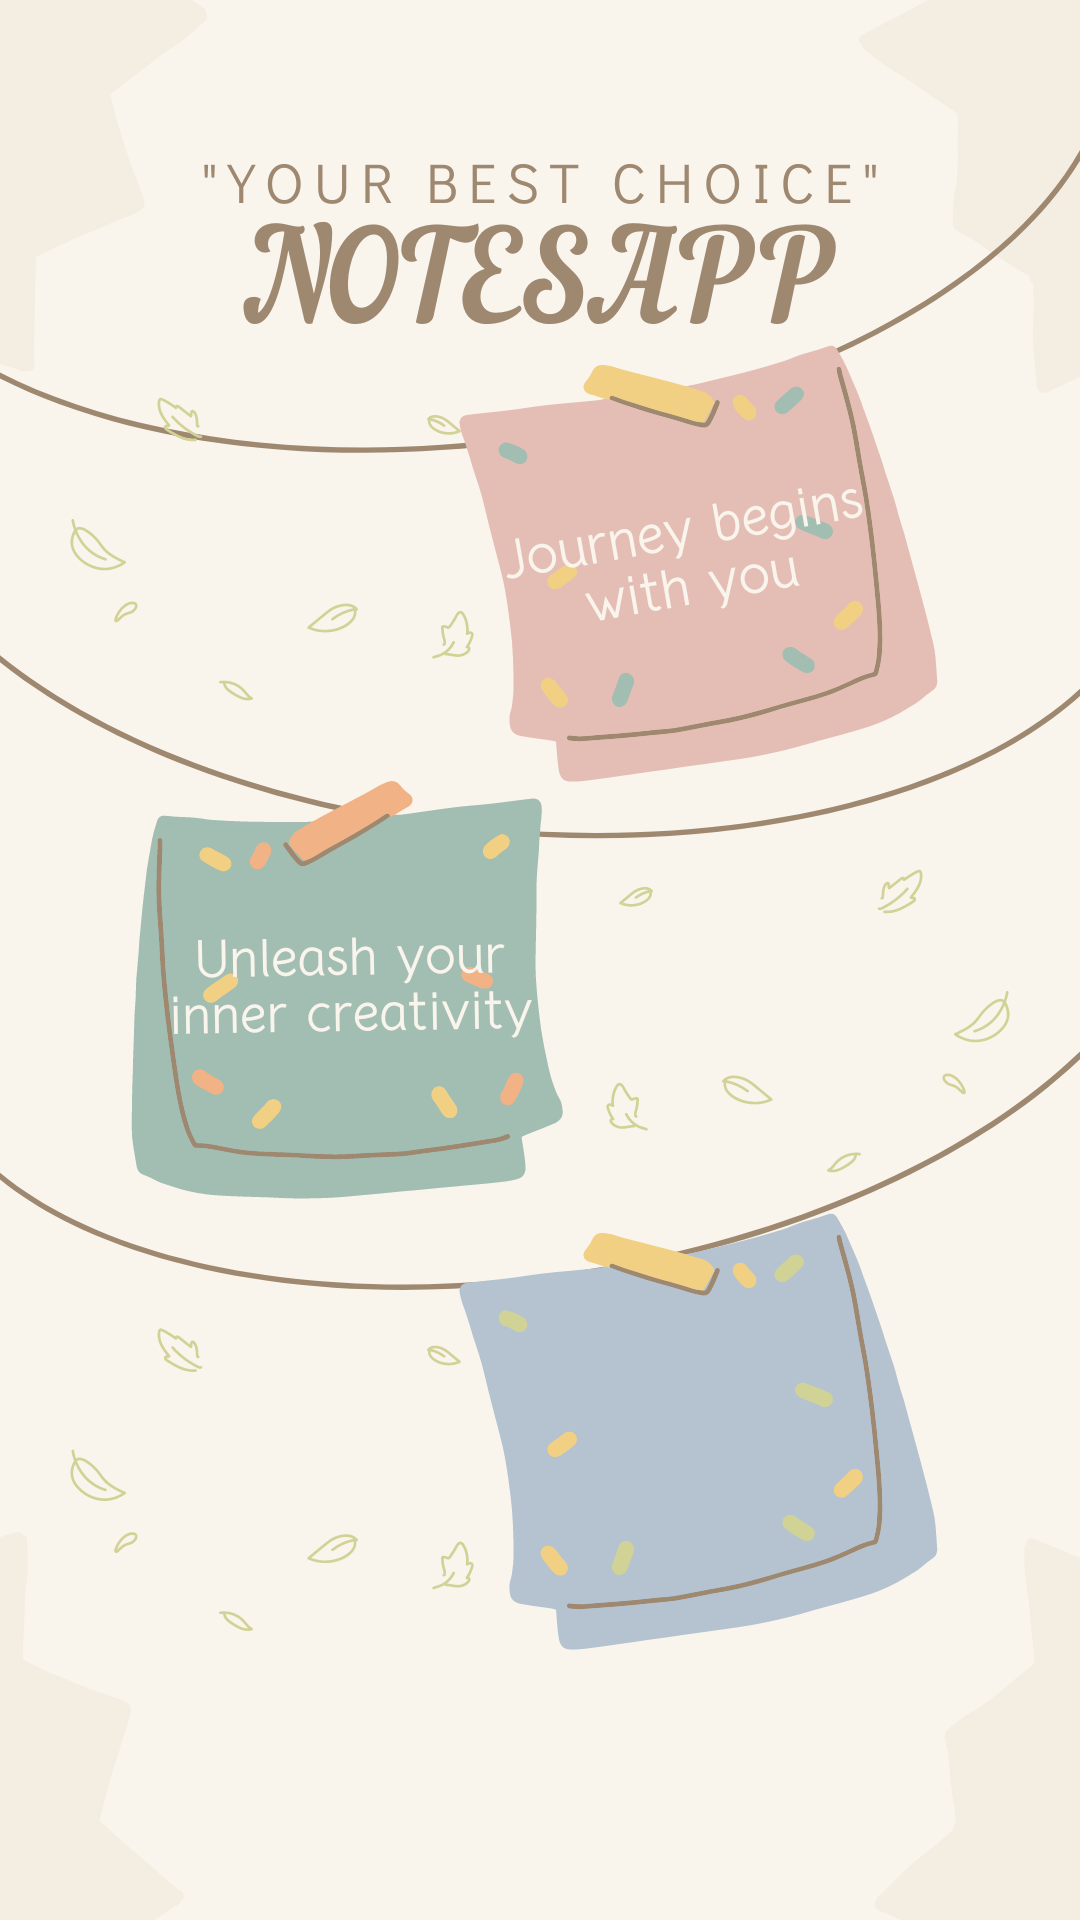 "YOUR BEST CHOICE"
NOTESAPP
Journey begins
with you
Unleash your
inner creativity